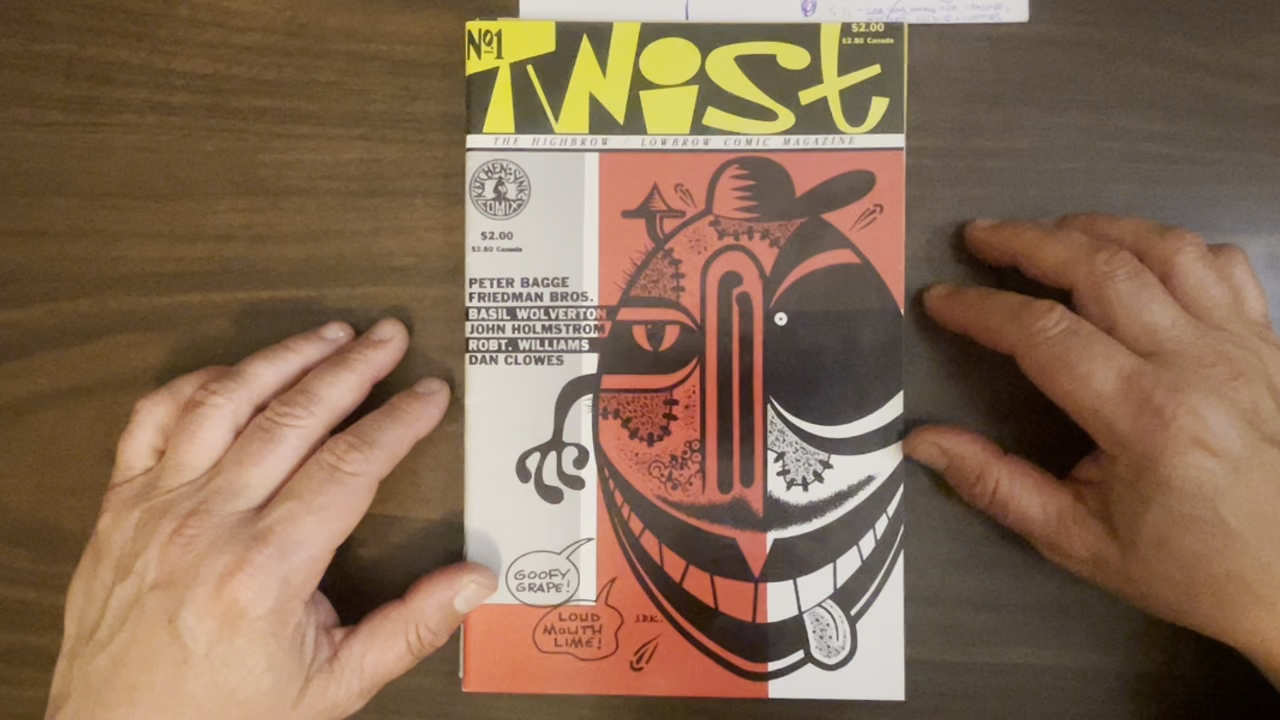 Nº1
TWiSt
$2.00
$2.80 Canada
THE HIGHBROW / LOWBROW COMIC MAGAZINE
KITCHEN SINK
COMIX
$2.00
$2.80 Canada
PETER BAGGE
FRIEDMAN BROS.
BASIL WOLVERTON
JOHN HOLMSTROM
ROBT. WILLIAMS
DAN CLOWES
GOOFY
GRAPE!
LOUD
MOUTH
LIME!
J.D.K.